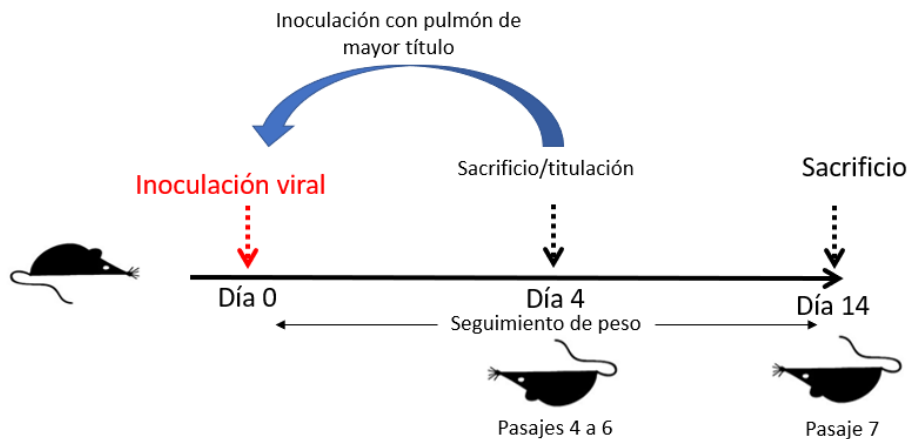 Inoculación con pulmón de
mayor título
Inoculación viral
Sacrificio/titulación
Sacrificio
Día 0
Día 4
Día 14
Seguimiento de peso
Pasajes 4 a 6
Pasaje 7